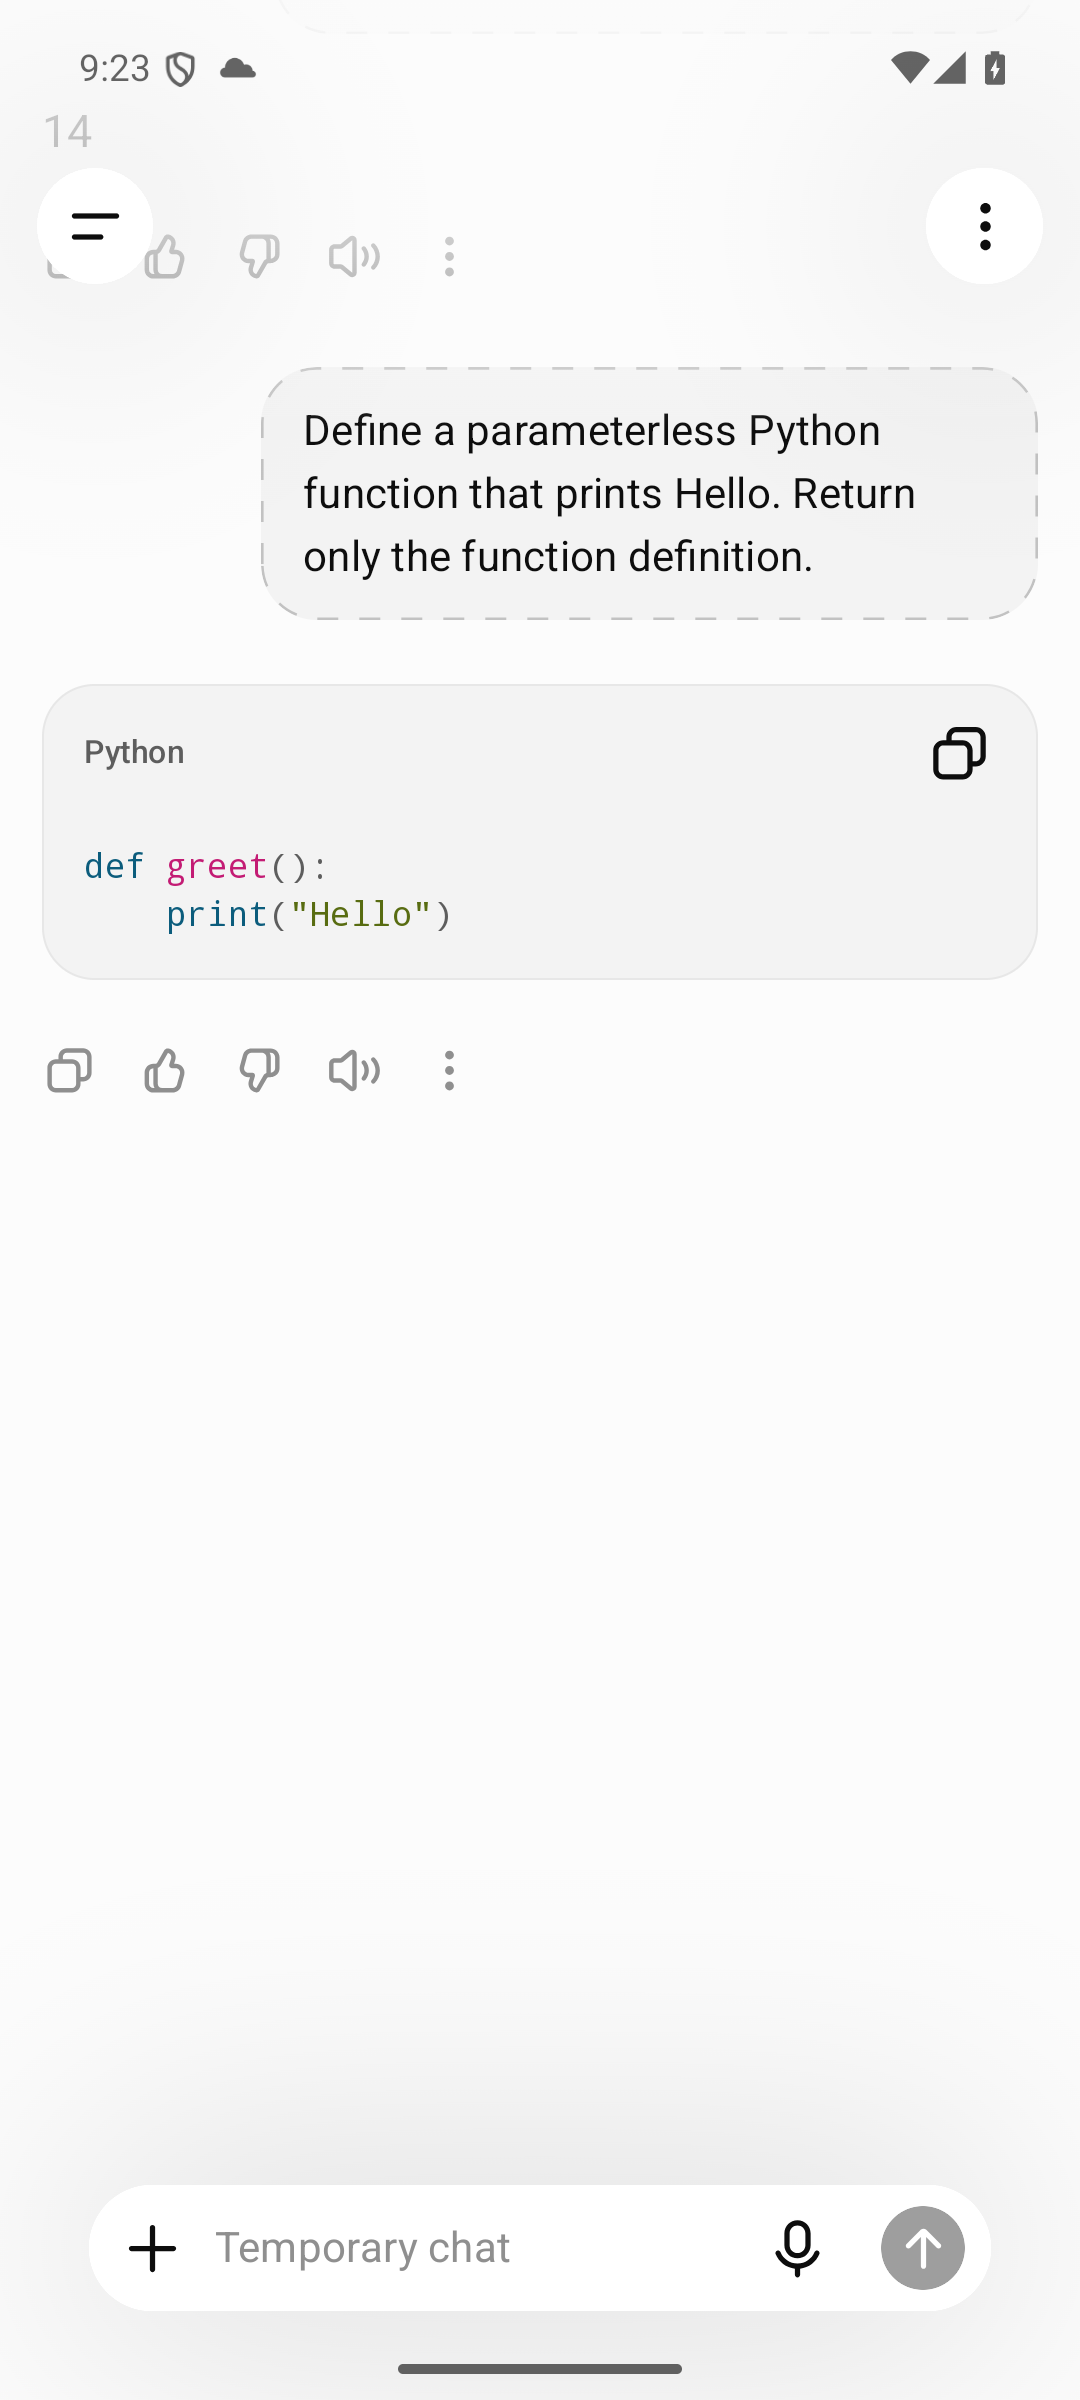 9:23
14
Define a parameterless Python
function that prints Hello. Return
only the function definition.
Python
def greet():
    print("Hello")
Temporary chat